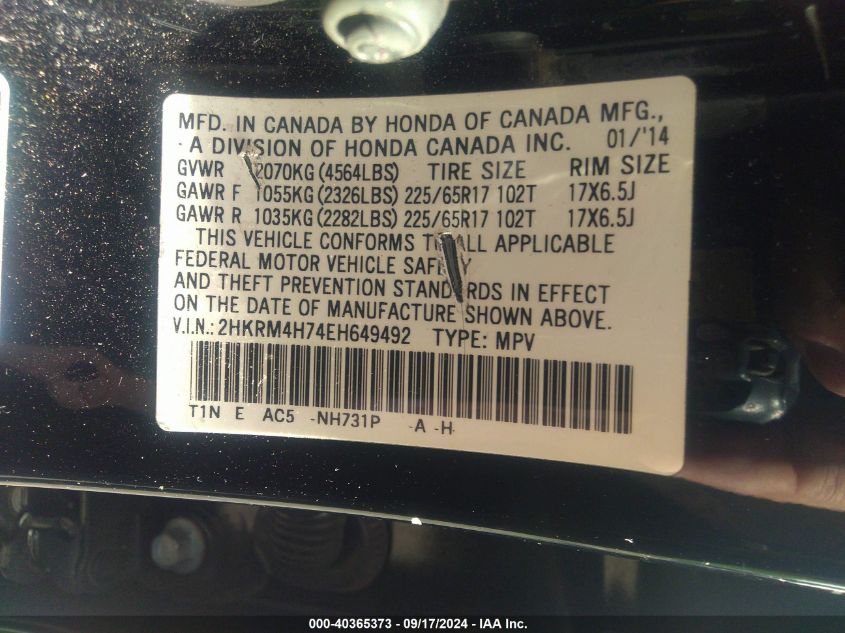 MFD. IN CANADA BY HONDA OF CANADA MFG.,
A DIVISION OF HONDA CANADA INC. 01/'14
GVWR 2070KG (4564LBS) TIRE SIZE RIM SIZE
GAWR F 1055KG (2326LBS) 225/65R17 102T 17X6.5J
GAWR R 1035KG (2282LBS) 225/65R17 102T 17X6.5J
THIS VEHICLE CONFORMS TO ALL APPLICABLE
FEDERAL MOTOR VEHICLE SAFETY
AND THEFT PREVENTION STANDARDS IN EFFECT
ON THE DATE OF MANUFACTURE SHOWN ABOVE.
V.I.N.: 2HKRM4H74EH649492 TYPE: MPV
T1N E AC5 -NH731P -A -H-
000-40365373 - 09/17/2024 - IAA Inc.